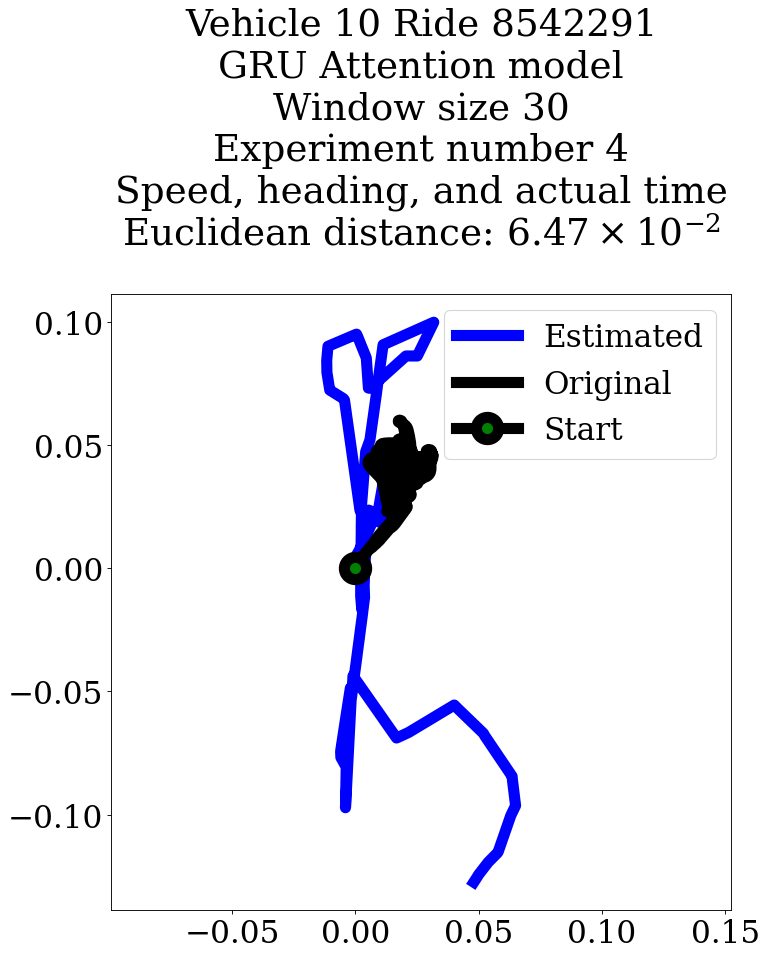 Vehicle 10 Ride 8542291
GRU Attention model
Window size 30
Experiment number 4
Speed, heading, and actual time
Euclidean distance: 6.47 × 10⁻²
Estimated
Original
Start
0.10
0.05
0.00
−0.05
−0.10
−0.05 0.00 0.05 0.10 0.15